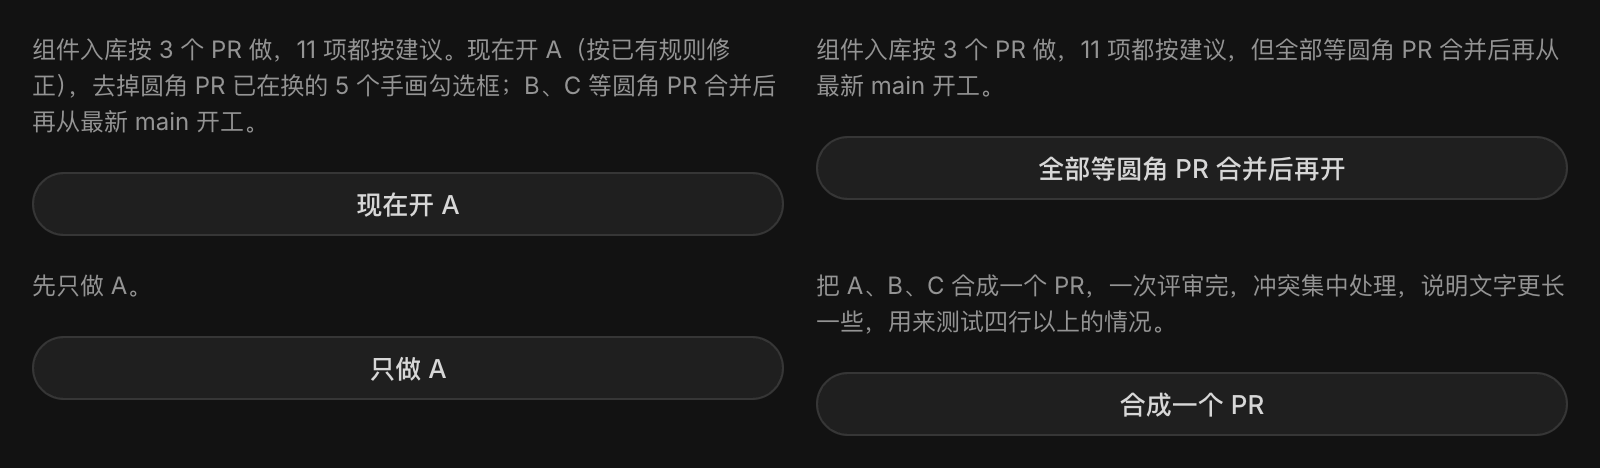 组件入库按 3 个 PR 做，11 项都按建议。现在开 A（按已有规则修
正），去掉圆角 PR 已在换的 5 个手画勾选框；B、C 等圆角 PR 合并后
再从最新 main 开工。
现在开 A
组件入库按 3 个 PR 做，11 项都按建议，但全部等圆角 PR 合并后再从
最新 main 开工。
全部等圆角 PR 合并后再开
先只做 A。
只做 A
把 A、B、C 合成一个 PR，一次评审完，冲突集中处理，说明文字更长
一些，用来测试四行以上的情况。
合成一个 PR